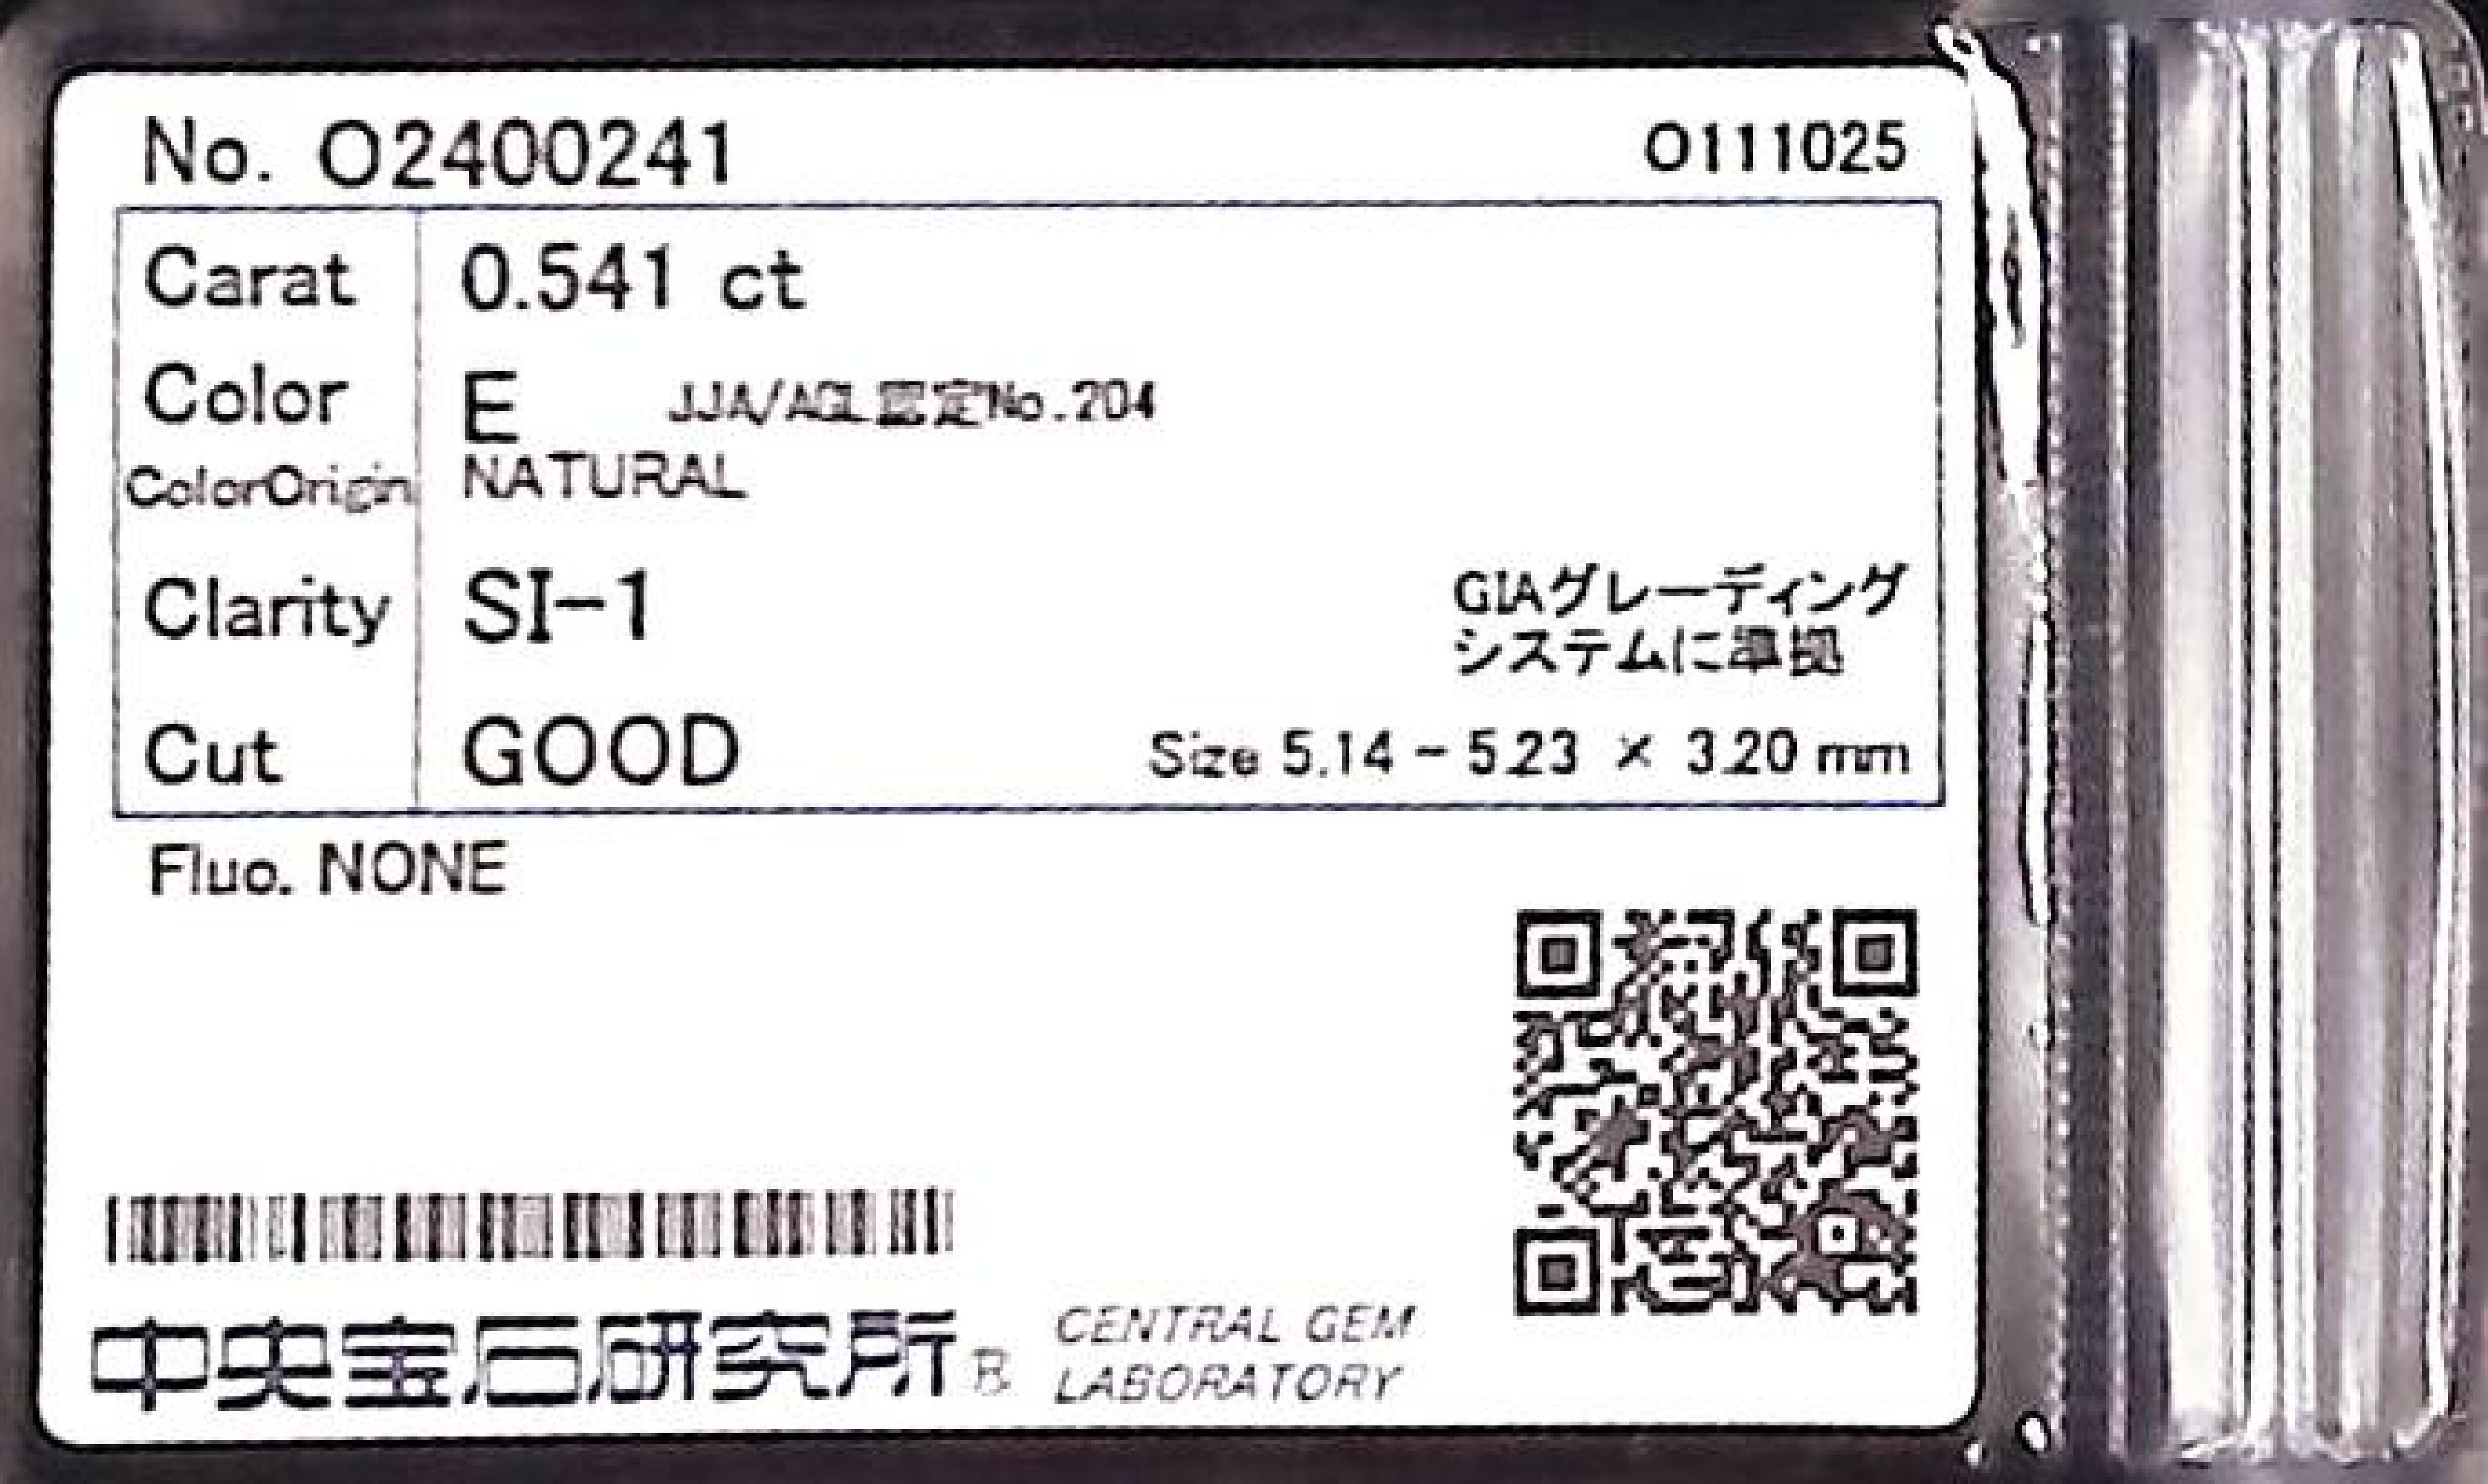 No. O2400241 O111025
Carat 0.541 ct
Color E JJA/AGL認定No.204
ColorOrigin NATURAL
Clarity SI-1
GIAグレーディング
システムに準拠
Cut GOOD Size 5.14 - 5.23 × 3.20 mm
Fluo. NONE
中央宝石研究所 B
CENTRAL GEM
LABORATORY